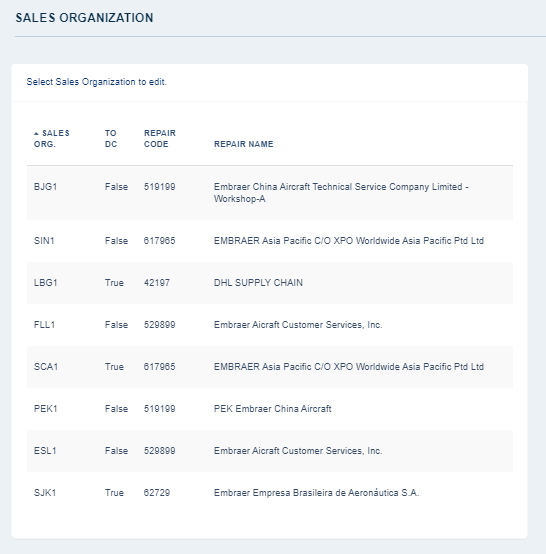 SALES ORGANIZATION
Select Sales Organization to edit.
SALES ORG. TO DC REPAIR CODE REPAIR NAME
BJG1 False 519199 Embraer China Aircraft Technical Service Company Limited -
Workshop-A
SIN1 False 617965 EMBRAER Asia Pacific C/O XPO Worldwide Asia Pacific Ptd Ltd
LBG1 True 42197 DHL SUPPLY CHAIN
FLL1 False 529899 Embraer Aicraft Customer Services, Inc.
SCA1 True 617965 EMBRAER Asia Pacific C/O XPO Worldwide Asia Pacific Ptd Ltd
PEK1 False 519199 PEK Embraer China Aircraft
ESL1 False 529899 Embraer Aicraft Customer Services, Inc.
SJK1 True 62729 Embraer Empresa Brasileira de Aeronáutica S.A.